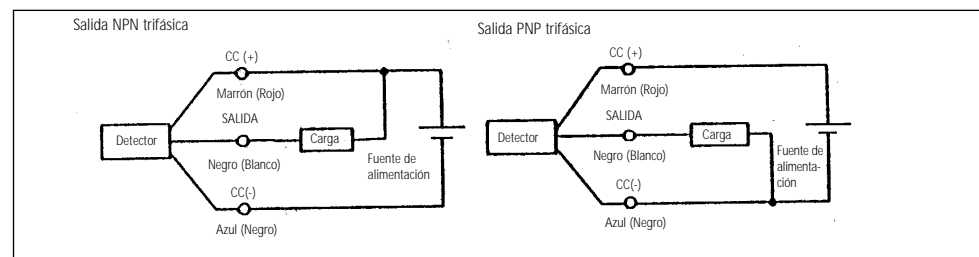 Salida NPN trifásica
CC (+)
Marrón (Rojo)
SALIDA
Detector
Carga
Negro (Blanco)
Fuente de
alimentación
CC(-)
Azul (Negro)
Salida PNP trifásica
CC (+)
Marrón (Rojo)
SALIDA
Detector
Carga
Negro (Blanco)
Fuente de
alimenta-
ción
CC(-)
Azul (Negro)